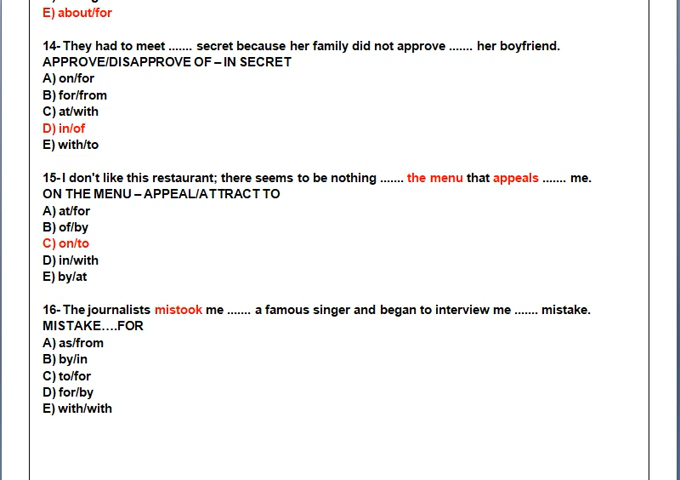 E) about/for
14- They had to meet ....... secret because her family did not approve ....... her boyfriend.
APPROVE/DISAPPROVE OF – IN SECRET
A) on/for
B) for/from
C) at/with
D) in/of
E) with/to
15- I don't like this restaurant; there seems to be nothing ....... the menu that appeals ....... me.
ON THE MENU – APPEAL/ATTRACT TO
A) at/for
B) of/by
C) on/to
D) in/with
E) by/at
16- The journalists mistook me ....... a famous singer and began to interview me ....... mistake.
MISTAKE….FOR
A) as/from
B) by/in
C) to/for
D) for/by
E) with/with